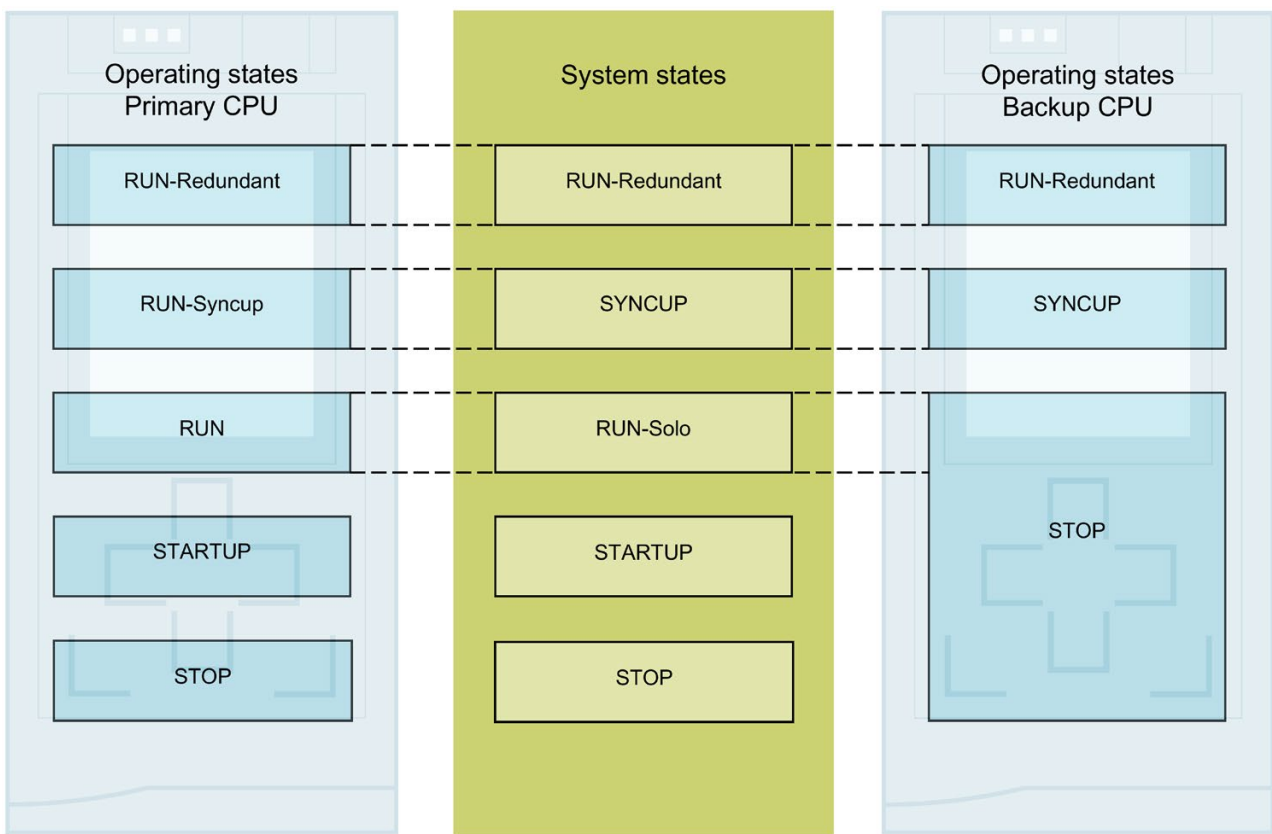 Operating states
Primary CPU
System states
Operating states
Backup CPU
RUN-Redundant
RUN-Redundant
RUN-Redundant
RUN-Syncup
SYNCUP
SYNCUP
RUN
RUN-Solo
STOP
STARTUP
STARTUP
STOP
STOP